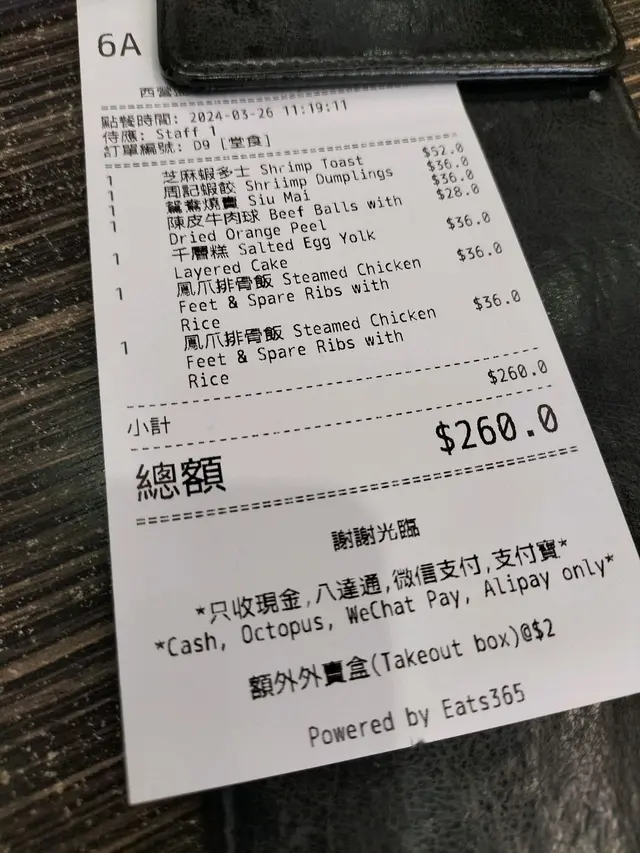 6A
西營
點餐時間: 2024-03-26 11:19:11
侍應: Staff 1
訂單編號: D9 [堂食]
1 芝麻蝦多士 Shrimp Toast $52.0
1 周記蝦餃 Shriimp Dumplings $36.0
1 鴛鴦燒賣 Siu Mai $36.0
1 陳皮牛肉球 Beef Balls with $28.0
Dried Orange Peel
1 千層糕 Salted Egg Yolk $36.0
Layered Cake
1 鳳爪排骨飯 Steamed Chicken $36.0
Feet & Spare Ribs with
Rice
1 鳳爪排骨飯 Steamed Chicken $36.0
Feet & Spare Ribs with
Rice
小計 $260.0
總額 $260.0
謝謝光臨
*只收現金,八達通,微信支付,支付寶*
*Cash, Octopus, WeChat Pay, Alipay only*
額外外賣盒(Takeout box)@$2
Powered by Eats365